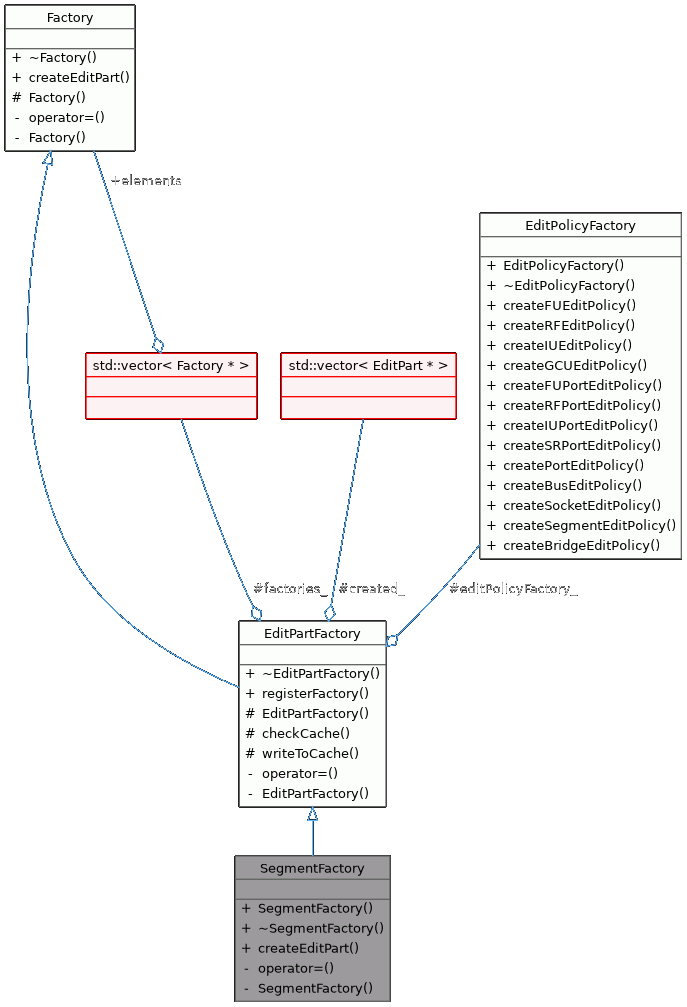 Factory
+ ~Factory()
+ createEditPart()
# Factory()
- operator=()
- Factory()
+elements
EditPolicyFactory
+ EditPolicyFactory()
+ ~EditPolicyFactory()
+ createFUEditPolicy()
+ createRFEditPolicy()
+ createIUEditPolicy()
+ createGCUEditPolicy()
+ createFUPortEditPolicy()
+ createRFPortEditPolicy()
+ createIUPortEditPolicy()
+ createSRPortEditPolicy()
+ createPortEditPolicy()
+ createBusEditPolicy()
+ createSocketEditPolicy()
+ createSegmentEditPolicy()
+ createBridgeEditPolicy()
std::vector< Factory * >
std::vector< EditPart * >
#factories_
#created_
#editPolicyFactory_
EditPartFactory
+ ~EditPartFactory()
+ registerFactory()
# EditPartFactory()
# checkCache()
# writeToCache()
- operator=()
- EditPartFactory()
SegmentFactory
+ SegmentFactory()
+ ~SegmentFactory()
+ createEditPart()
- operator=()
- SegmentFactory()